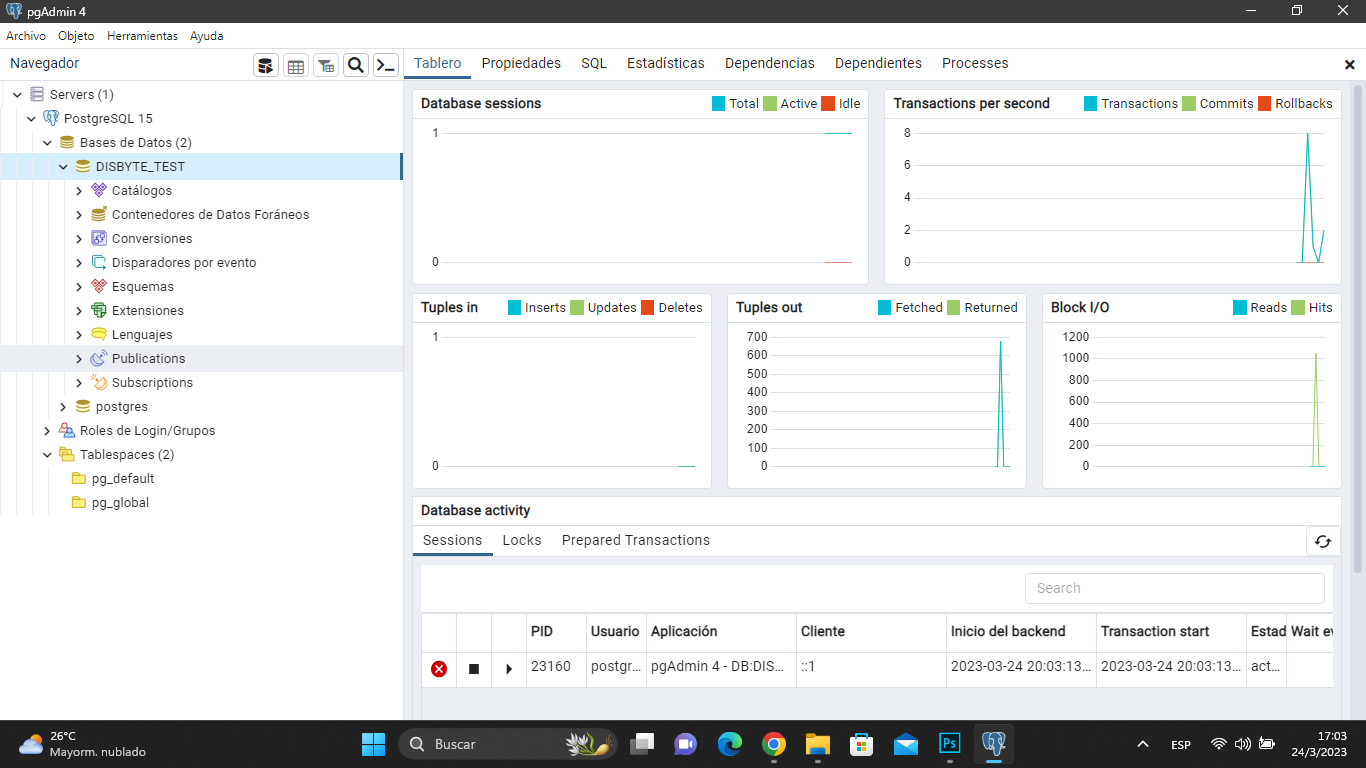 pgAdmin 4
Archivo Objeto Herramientas Ayuda
Navegador
Servers (1)
PostgreSQL 15
Bases de Datos (2)
DISBYTE_TEST
Catálogos
Contenedores de Datos Foráneos
Conversiones
Disparadores por evento
Esquemas
Extensiones
Lenguajes
Publications
Subscriptions
postgres
Roles de Login/Grupos
Tablespaces (2)
pg_default
pg_global
Tablero Propiedades SQL Estadísticas Dependencias Dependientes Processes
Database sessions Total Active Idle
1
0
Transactions per second Transactions Commits Rollbacks
8
6
4
2
0
Tuples in Inserts Updates Deletes
1
0
Tuples out Fetched Returned
700
600
500
400
300
200
100
0
Block I/O Reads Hits
1200
1000
800
600
400
200
0
Database activity
Sessions Locks Prepared Transactions
Search
PID Usuario Aplicación Cliente Inicio del backend Transaction start Estad Wait ev
23160 postgr... pgAdmin 4 - DB:DIS... ::1 2023-03-24 20:03:13... 2023-03-24 20:03:13... act...
26°C
Mayorm. nublado
Buscar
Ps
ESP
17:03
24/3/2023